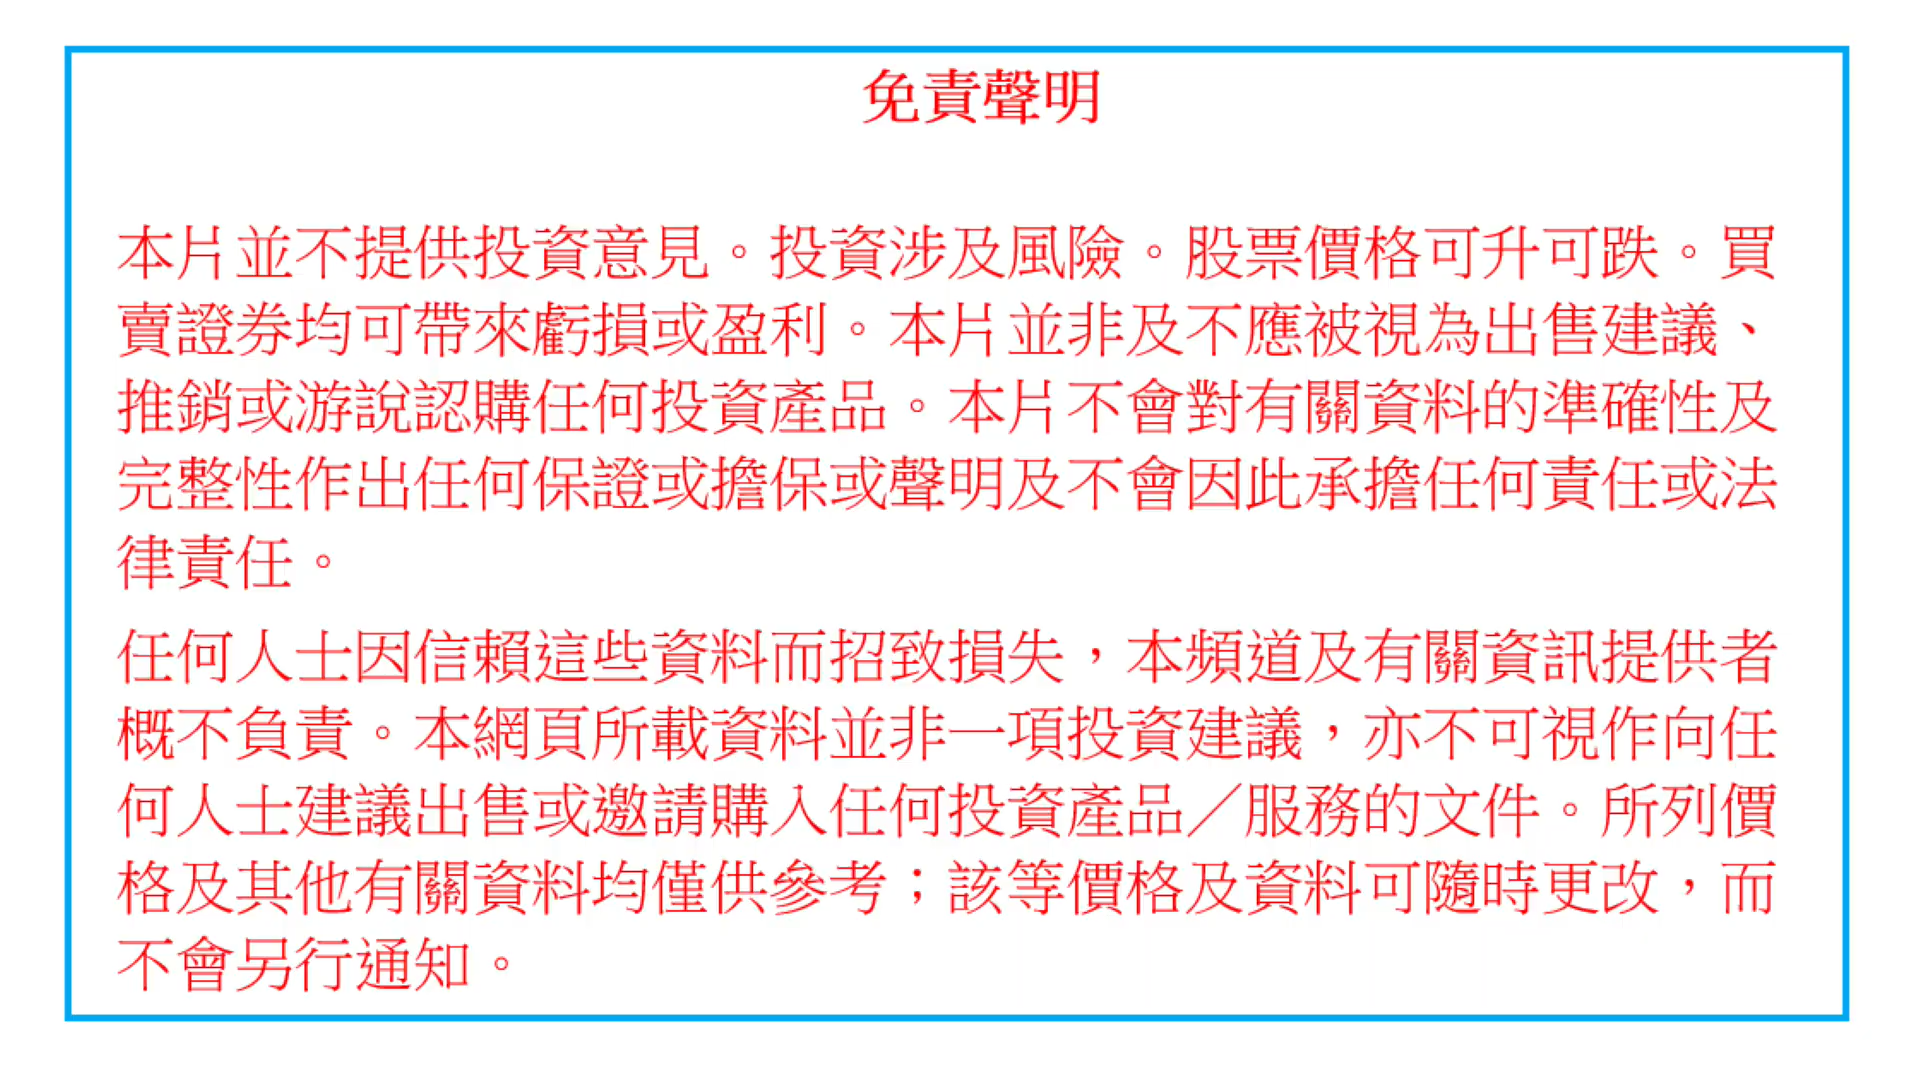 免責聲明
本片並不提供投資意見。投資涉及風險。股票價格可升可跌。買
賣證券均可帶來虧損或盈利。本片並非及不應被視為出售建議、
推銷或游說認購任何投資產品。本片不會對有關資料的準確性及
完整性作出任何保證或擔保或聲明及不會因此承擔任何責任或法
律責任。
任何人士因信賴這些資料而招致損失，本頻道及有關資訊提供者
概不負責。本網頁所載資料並非一項投資建議，亦不可視作向任
何人士建議出售或邀請購入任何投資產品／服務的文件。所列價
格及其他有關資料均僅供參考；該等價格及資料可隨時更改，而
不會另行通知。